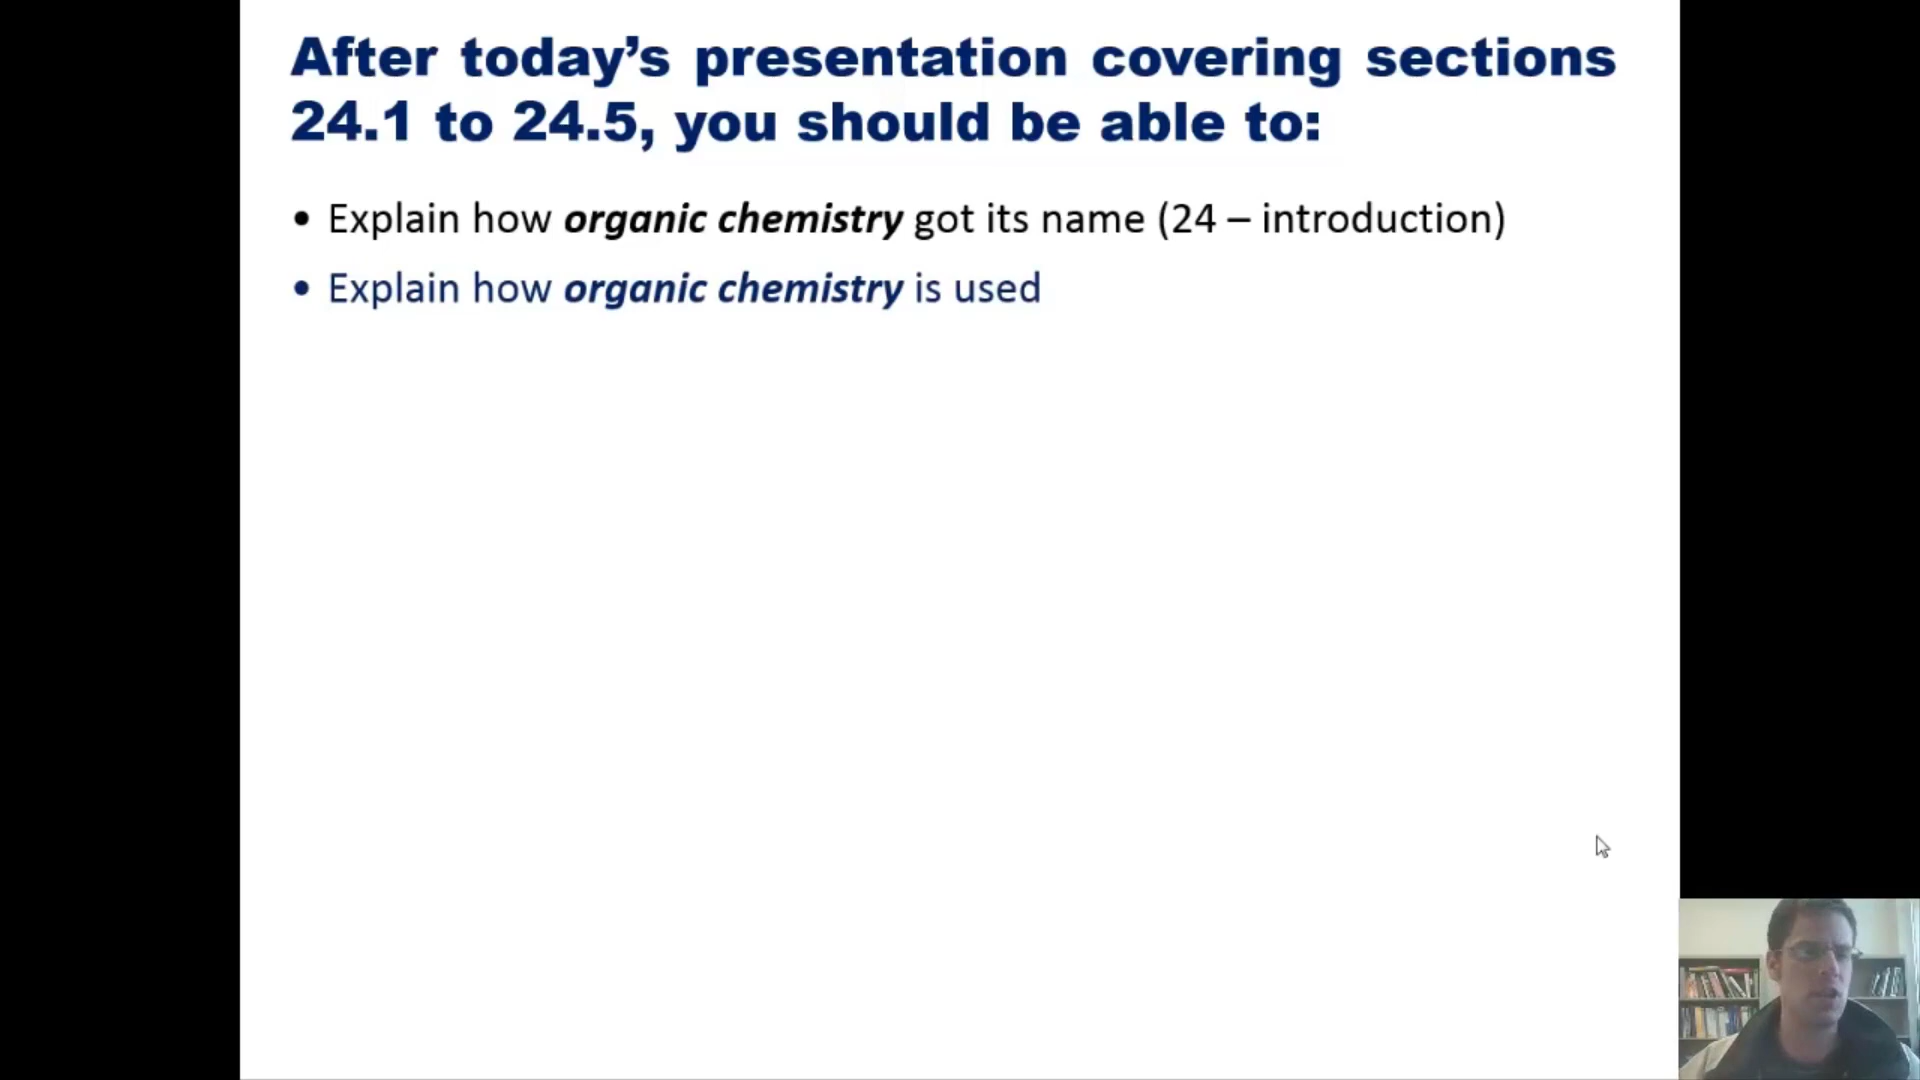 After today’s presentation covering sections
24.1 to 24.5, you should be able to:
• Explain how organic chemistry got its name (24 – introduction)
• Explain how organic chemistry is used